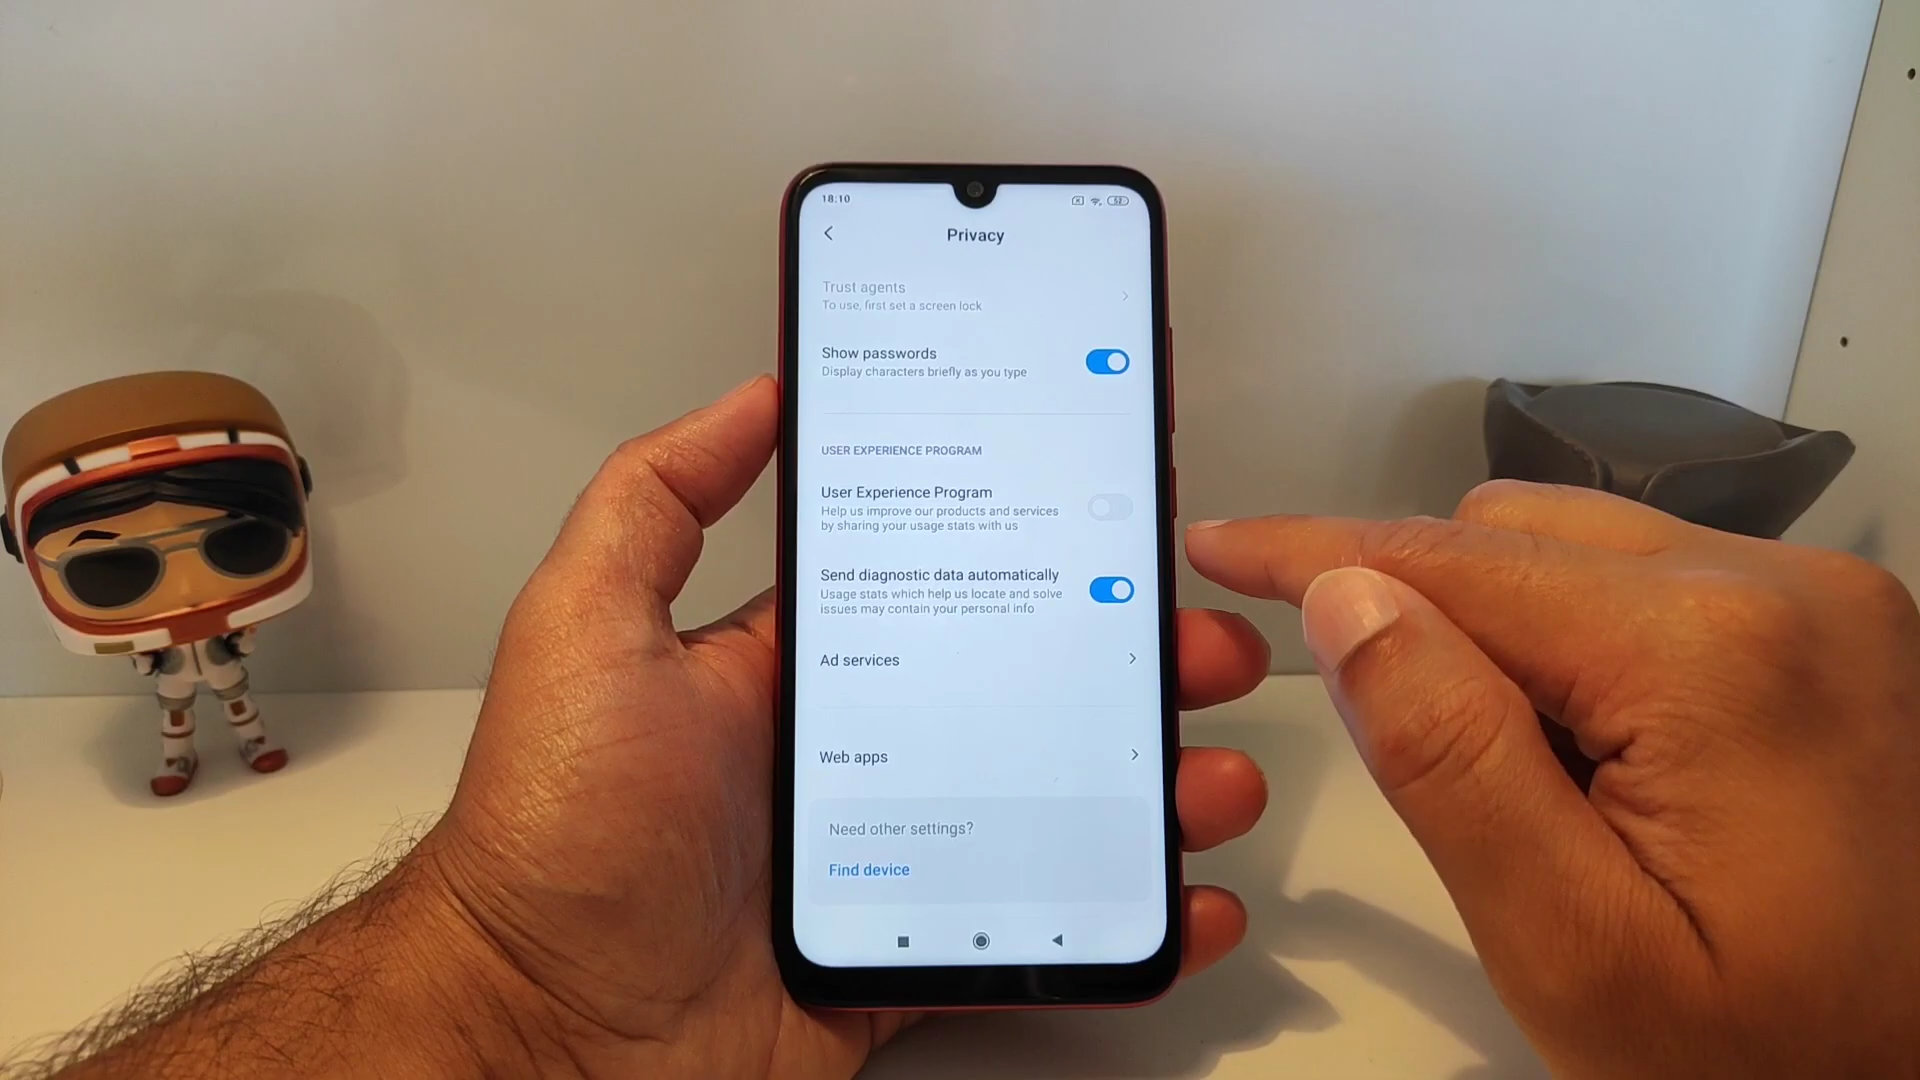 18:10
52
Privacy
Trust agents
To use, first set a screen lock
Show passwords
Display characters briefly as you type
USER EXPERIENCE PROGRAM
User Experience Program
Help us improve our products and services
by sharing your usage stats with us
Send diagnostic data automatically
Usage stats which help us locate and solve
issues may contain your personal info
Ad services
Web apps
Need other settings?
Find device